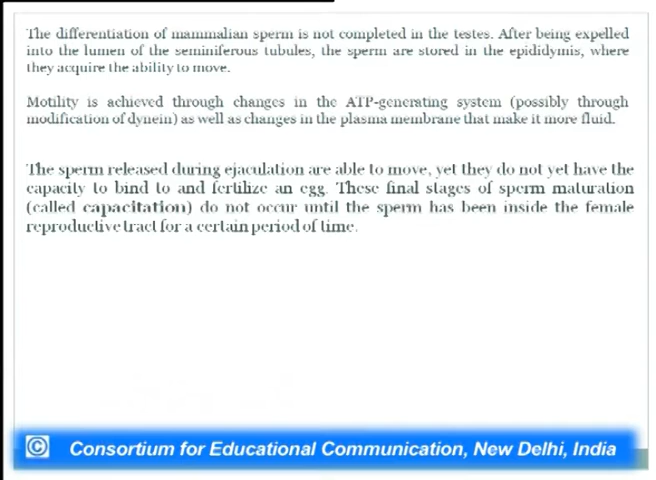 The differentiation of mammalian sperm is not completed in the testes. After being expelled
into the lumen of the seminiferous tubules, the sperm are stored in the epididymis, where
they acquire the ability to move.
Motility is achieved through changes in the ATP-generating system (possibly through
modification of dynein) as well as changes in the plasma membrane that make it more fluid.
The sperm released during ejaculation are able to move, yet they do not yet have the
capacity to bind to and fertilize an egg. These final stages of sperm maturation
(called capacitation) do not occur until the sperm has been inside the female
reproductive tract for a certain period of time.
© Consortium for Educational Communication, New Delhi, India